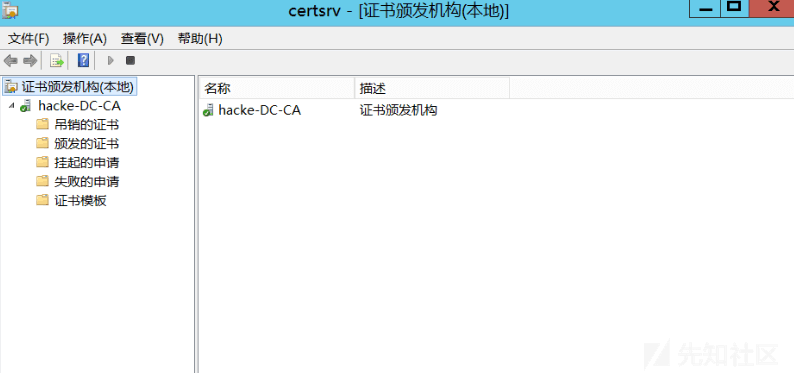 certsrv - [证书颁发机构(本地)]
文件(F) 操作(A) 查看(V) 帮助(H)
证书颁发机构(本地)
hacke-DC-CA
吊销的证书
颁发的证书
挂起的申请
失败的申请
证书模板
名称 描述
hacke-DC-CA 证书颁发机构
先知社区